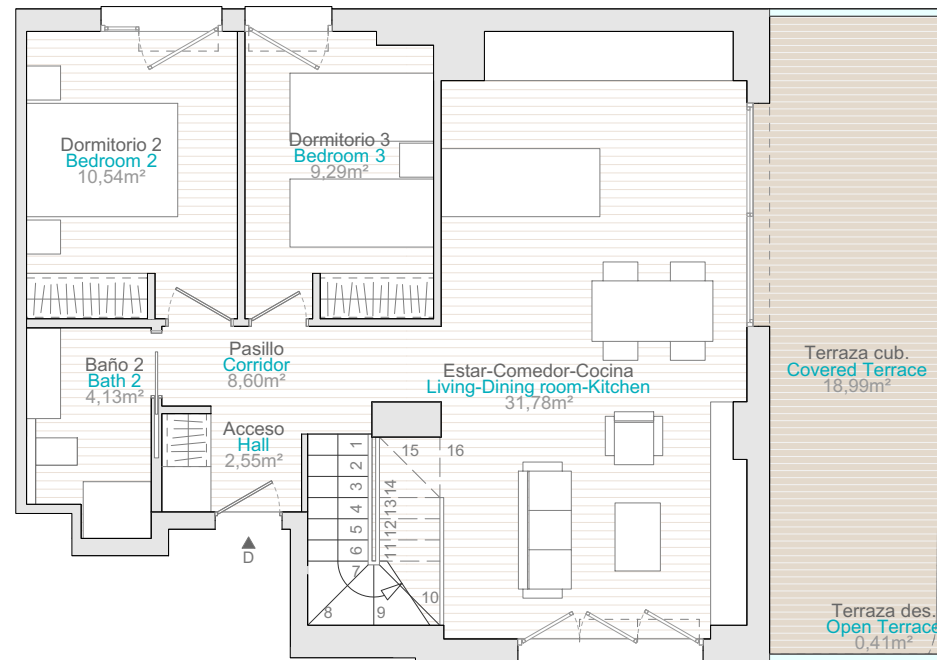 Dormitorio 2
Bedroom 2
10,54m²
Dormitorio 3
Bedroom 3
9,29m²
Baño 2
Bath 2
4,13m²
Pasillo
Corridor
8,60m²
Acceso
Hall
2,55m²
Estar-Comedor-Cocina
Living-Dining room-Kitchen
31,78m²
Terraza cub.
Covered Terrace
18,99m²
Terraza des.
Open Terrace
0,41m²
1
2
3
4
5
6
7
8
9
10
11
12
13
14
15
16
D